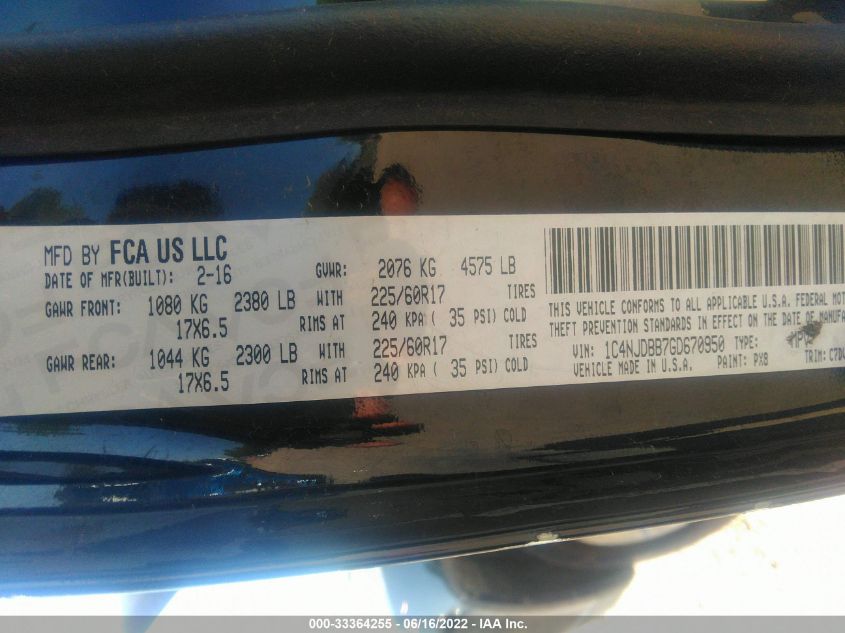 MFD BY FCA US LLC
DATE OF MFR(BUILT): 2-16 GVWR: 2076 KG 4575 LB
GAWR FRONT: 1080 KG 2380 LB WITH 225/60R17 TIRES
17X6.5 RIMS AT 240 KPA ( 35 PSI) COLD
GAWR REAR: 1044 KG 2300 LB WITH 225/60R17 TIRES
17X6.5 RIMS AT 240 KPA ( 35 PSI) COLD
THIS VEHICLE CONFORMS TO ALL APPLICABLE U.S.A. FEDERAL MOTOR
THEFT PREVENTION STANDARDS IN EFFECT ON THE DATE OF MANUFA
VIN: 1C4NJDBB7GD670950 TYPE: MPV
VEHICLE MADE IN U.S.A. PAINT: PX8 TRIM:
000-33364255 - 06/16/2022 - IAA Inc.